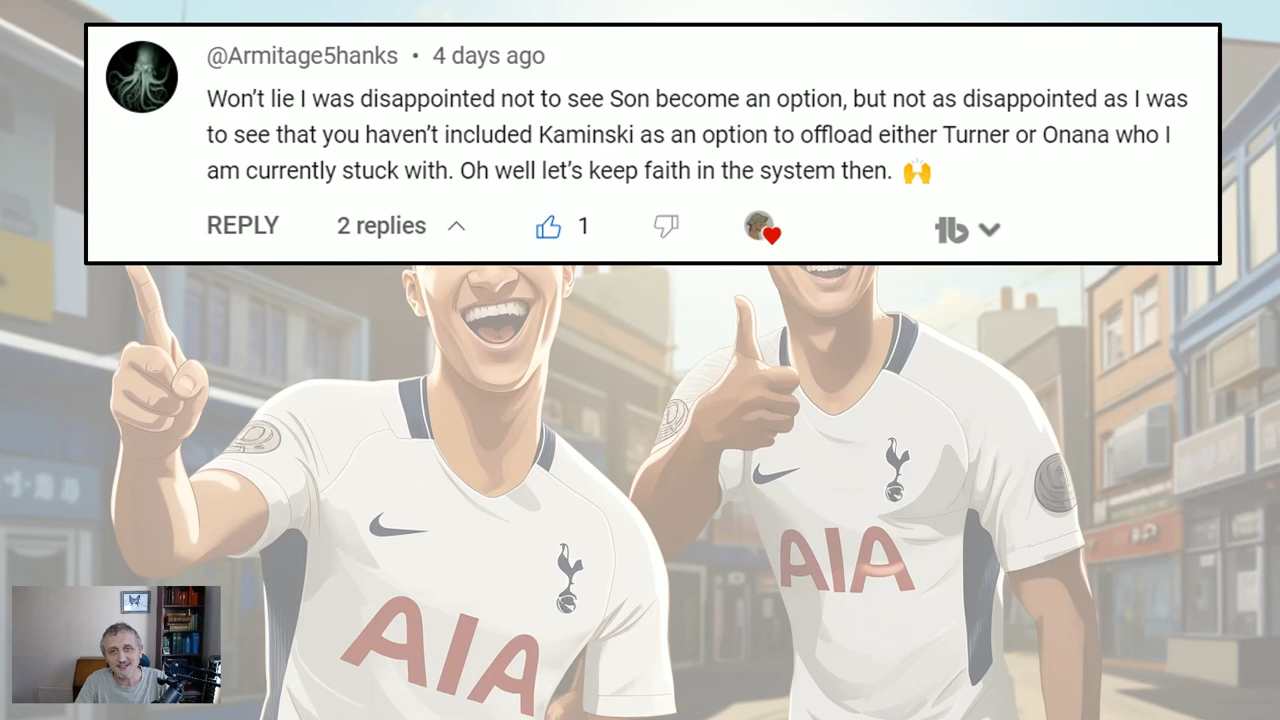 @Armitage5hanks • 4 days ago
Won’t lie I was disappointed not to see Son become an option, but not as disappointed as I was
to see that you haven’t included Kaminski as an option to offload either Turner or Onana who I
am currently stuck with. Oh well let’s keep faith in the system then. 🙌
REPLY 2 replies 1 tb
AIA
AIA